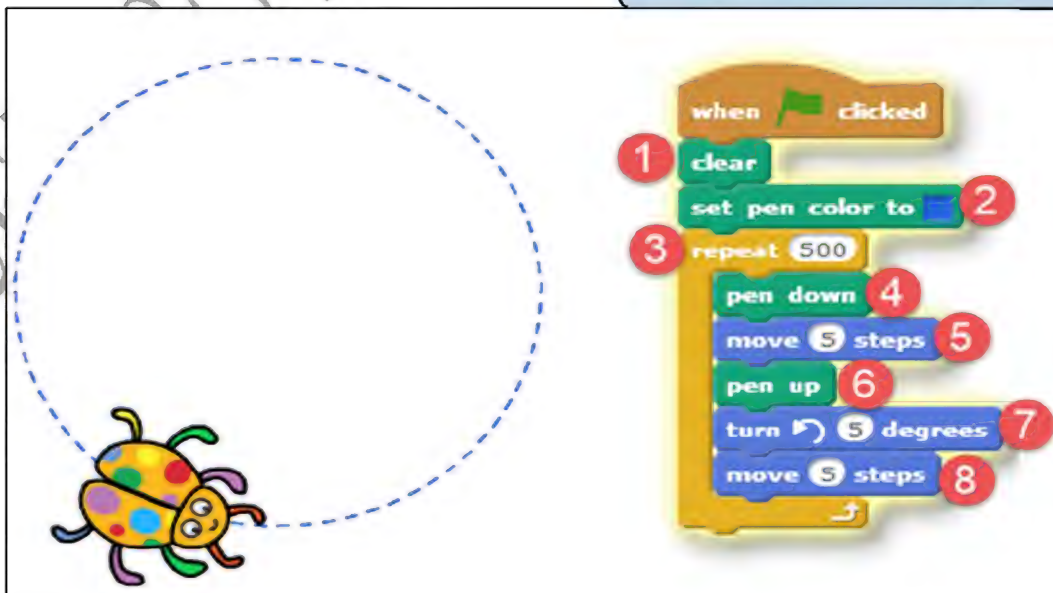 when clicked
1 clear
set pen color to 2
3 repeat 500
pen down 4
move 5 steps 5
pen up 6
turn 5 degrees 7
move 5 steps 8